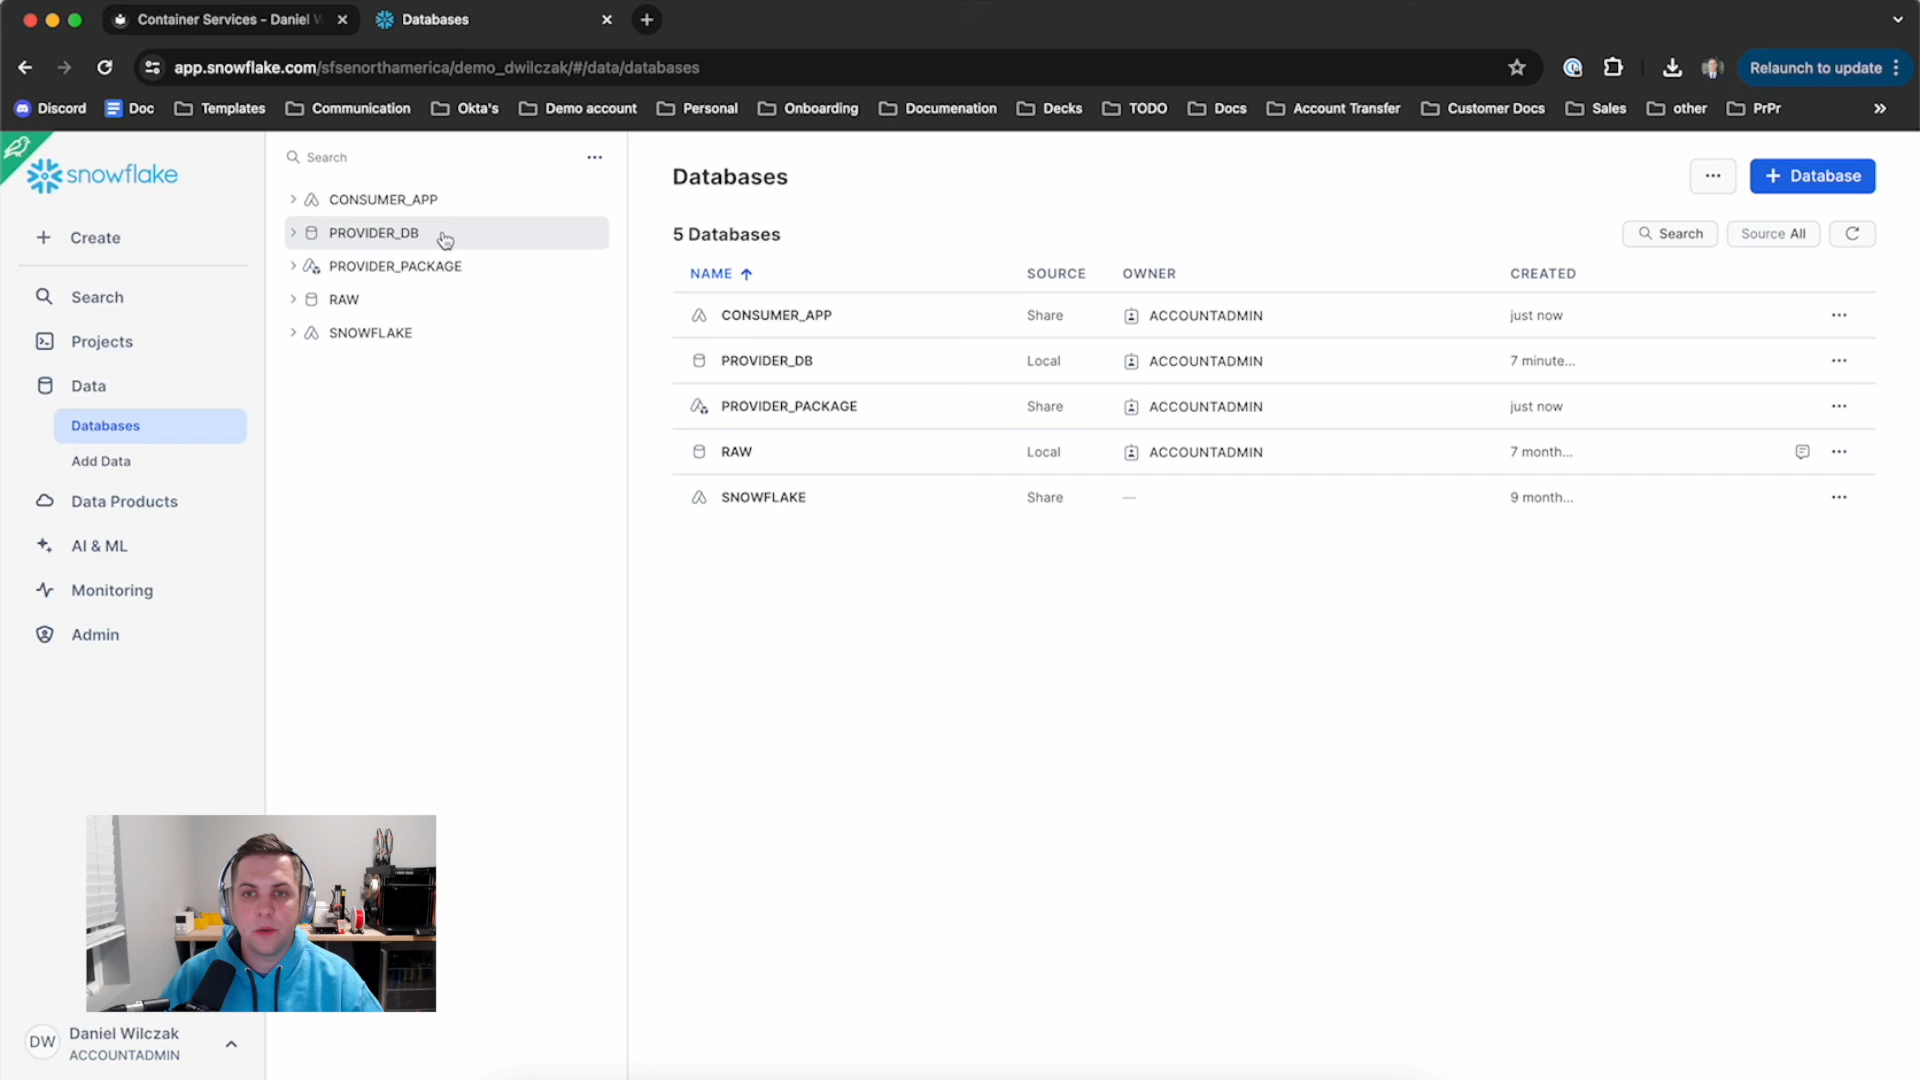 Container Services - Daniel W
Databases
app.snowflake.com/sfsenorthamerica/demo_dwilczak/#/data/databases
Relaunch to update
Discord
Doc
Templates
Communication
Okta's
Demo account
Personal
Onboarding
Documenation
Decks
TODO
Docs
Account Transfer
Customer Docs
Sales
other
PrPr
snowflake
Create
Search
Projects
Data
Databases
Add Data
Data Products
AI & ML
Monitoring
Admin
DW
Daniel Wilczak
ACCOUNTADMIN
Search
CONSUMER_APP
PROVIDER_DB
PROVIDER_PACKAGE
RAW
SNOWFLAKE
Databases
+ Database
5 Databases
Search
Source All
NAME SOURCE OWNER CREATED
CONSUMER_APP Share ACCOUNTADMIN just now
PROVIDER_DB Local ACCOUNTADMIN 7 minute...
PROVIDER_PACKAGE Share ACCOUNTADMIN just now
RAW Local ACCOUNTADMIN 7 month...
SNOWFLAKE Share — 9 month...